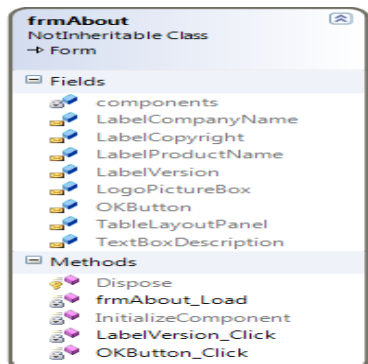 frmAbout
NotInheritable Class
Form
Fields
components
LabelCompanyName
LabelCopyright
LabelProductName
LabelVersion
LogoPictureBox
OKButton
TableLayoutPanel
TextBoxDescription
Methods
Dispose
frmAbout_Load
InitializeComponent
LabelVersion_Click
OKButton_Click